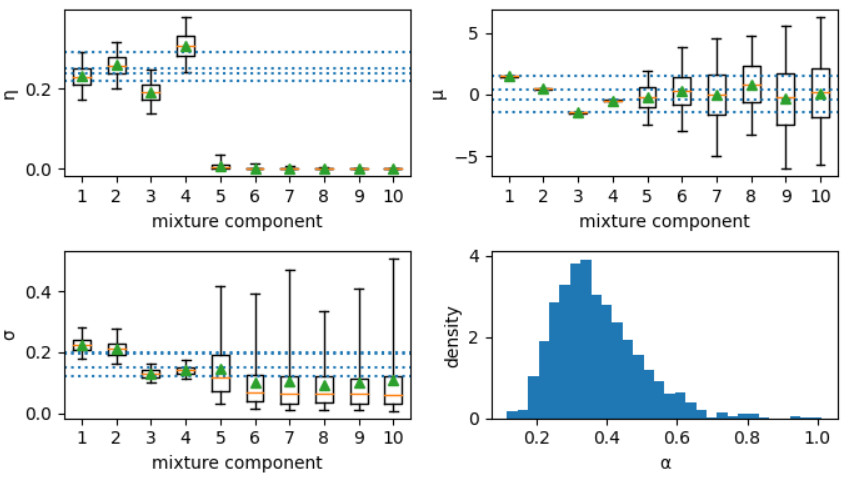 η
0.2
0.0
1 2 3 4 5 6 7 8 9 10
mixture component
μ
5
0
−5
1 2 3 4 5 6 7 8 9 10
mixture component
σ
0.4
0.2
0.0
1 2 3 4 5 6 7 8 9 10
mixture component
density
4
2
0
0.2 0.4 0.6 0.8 1.0
α